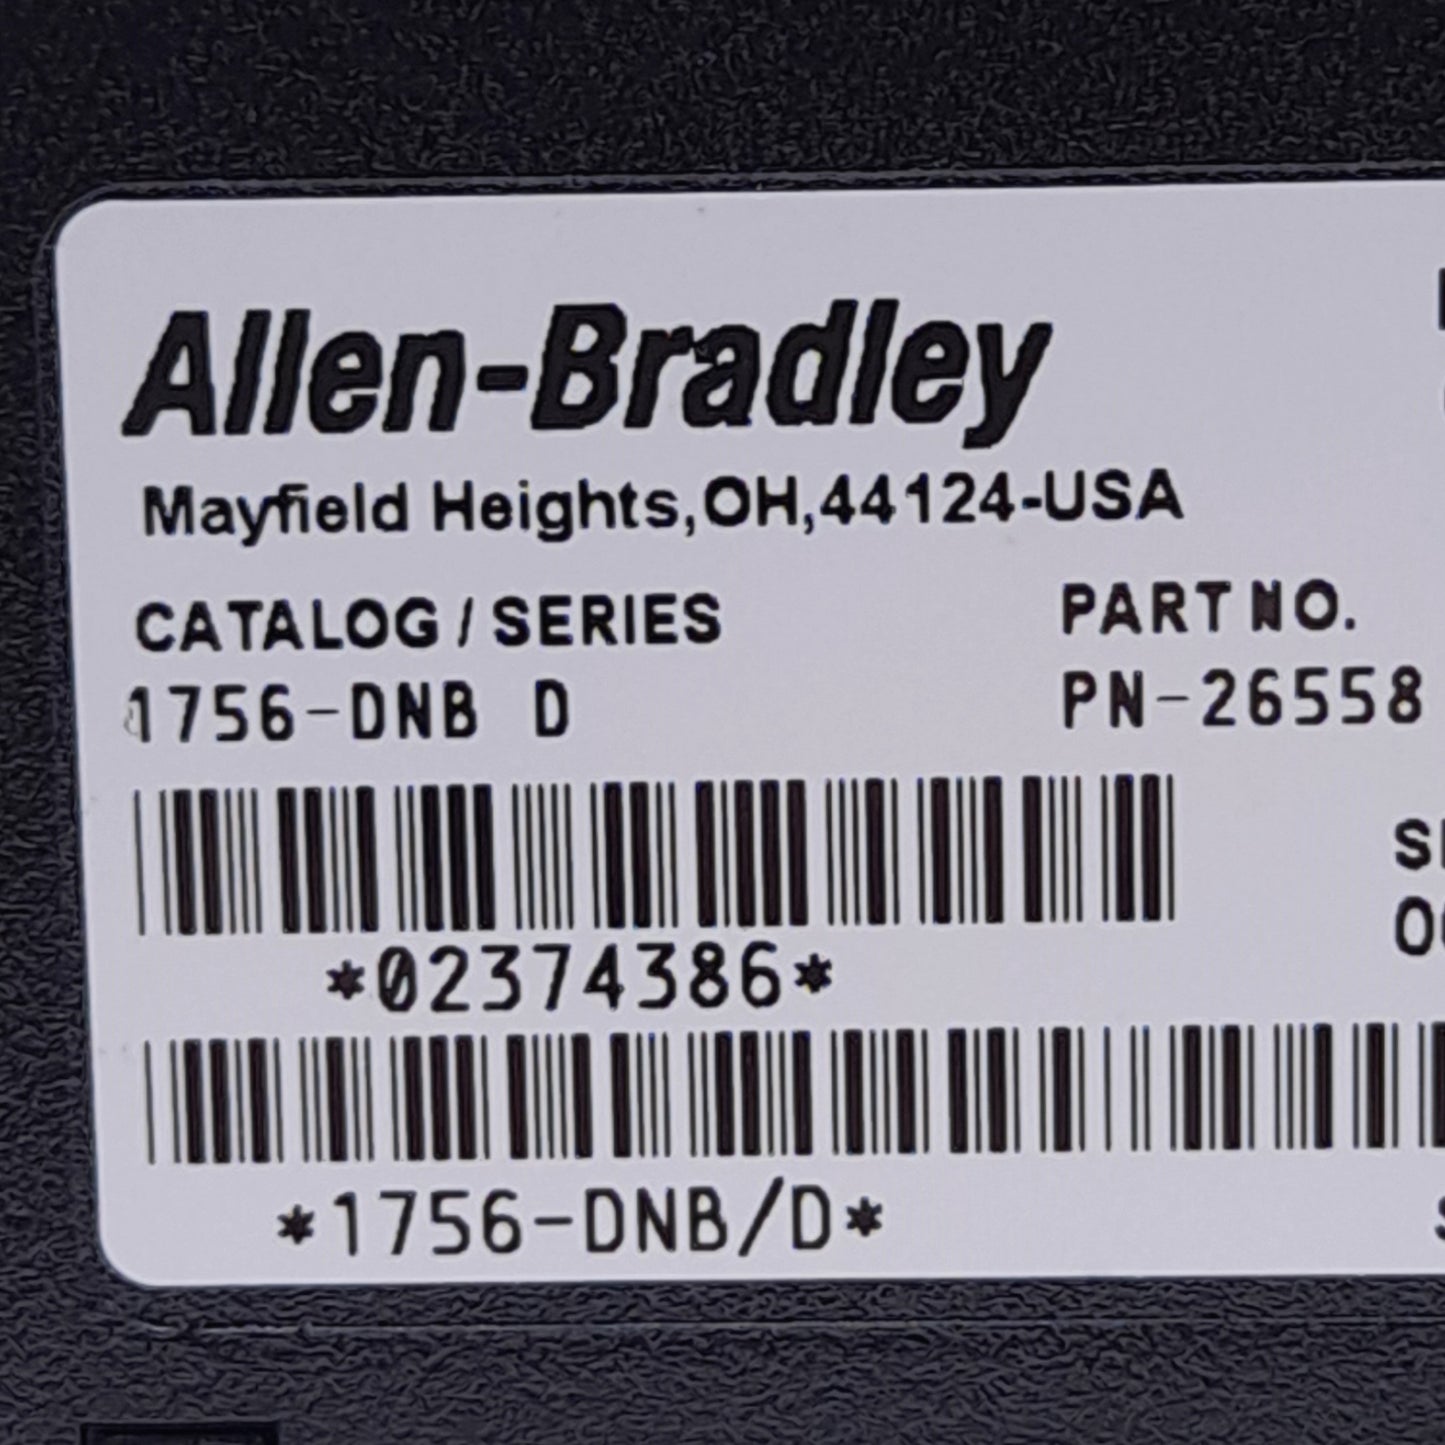 Allen-Bradley
Mayfield Heights,OH,44124-USA
CATALOG / SERIES PART NO.
1756-DNB D PN-26558
*02374386*
*1756-DNB/D*